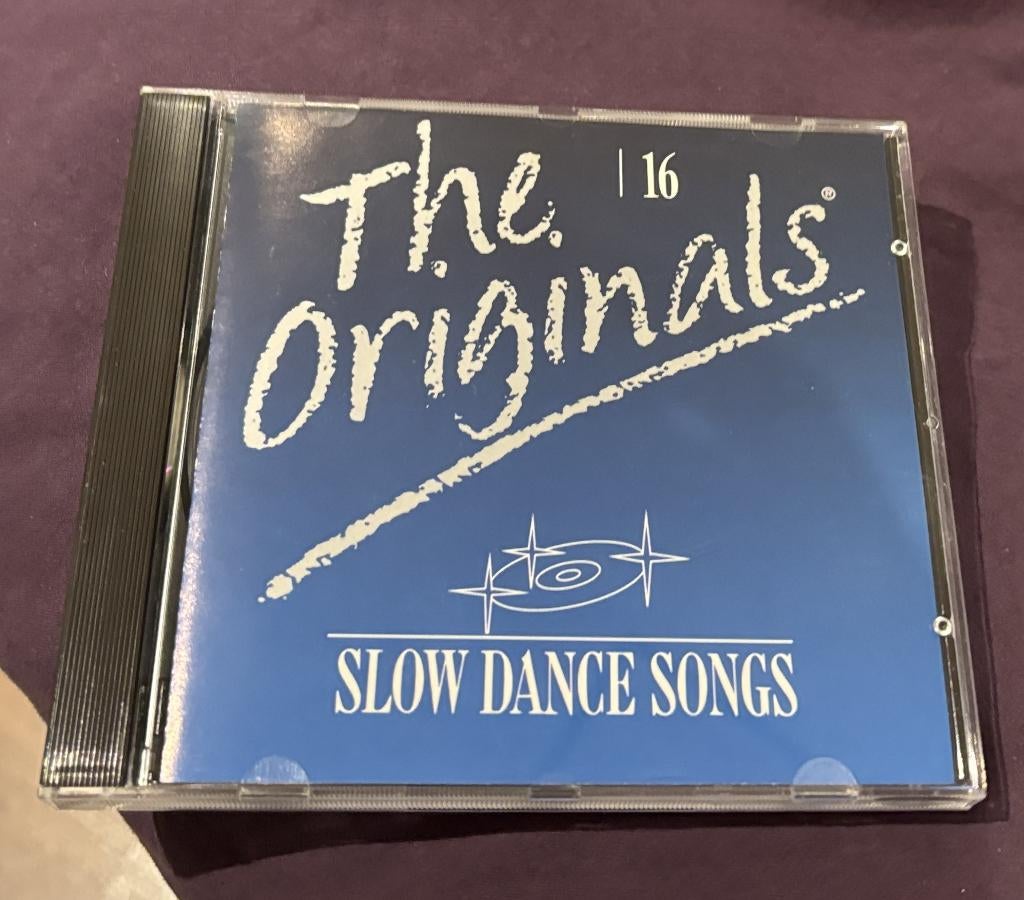 | 16
The
Originals®
SLOW DANCE SONGS